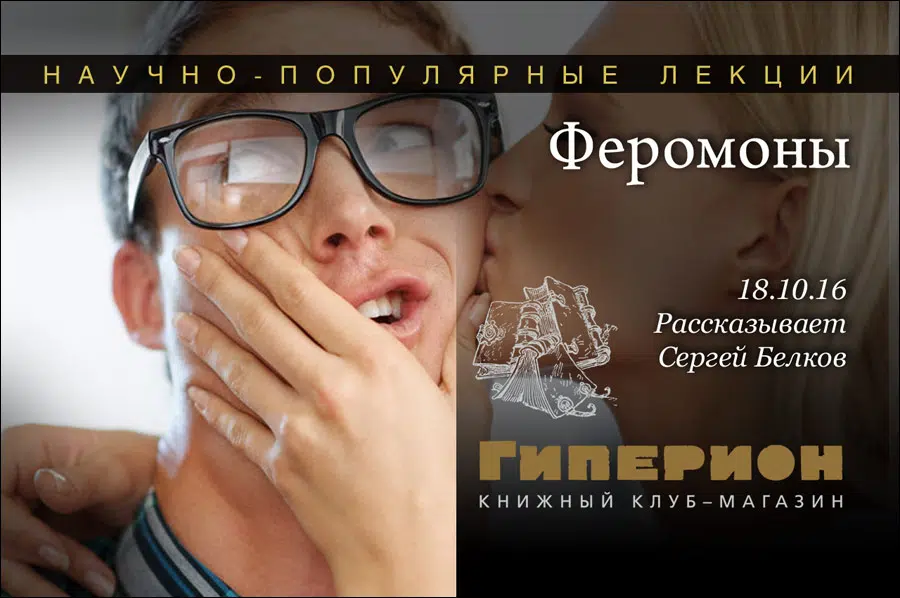 НАУЧНО-ПОПУЛЯРНЫЕ ЛЕКЦИИ
Феромоны
18.10.16
Рассказывает
Сергей Белков
ГИПЕРИОН
КНИЖНЫЙ КЛУБ–МАГАЗИН